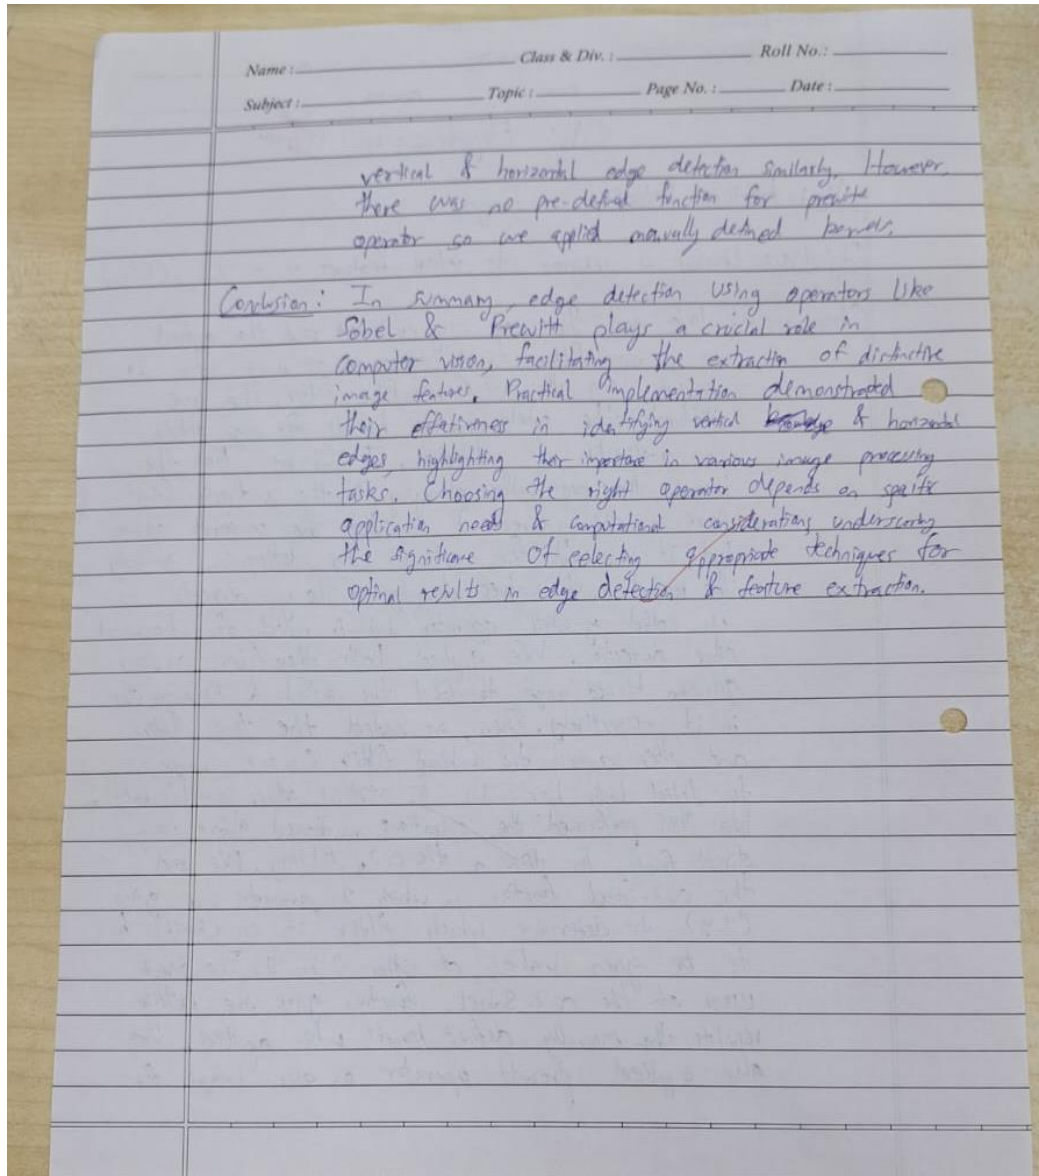 Name : Class & Div. : Roll No. :
Subject : Topic : Page No. : Date :
vertical & horizontal edge detection similarly. However,
there was no pre-defined function for prewitt
operator so we applied manually defined kernels.
Conclusion: In summary, edge detection using operators like
Sobel & Prewitt plays a crucial role in
computer vision, facilitating the extraction of distinctive
image features. Practical implementation demonstrated
their effectiveness in identifying vertical & horizontal
edges, highlighting their importance in various image processing
tasks. Choosing the right operator depends on specific
application needs & computational considerations, underscoring
the significance of selecting appropriate techniques for
optimal results in edge detection & feature extraction.